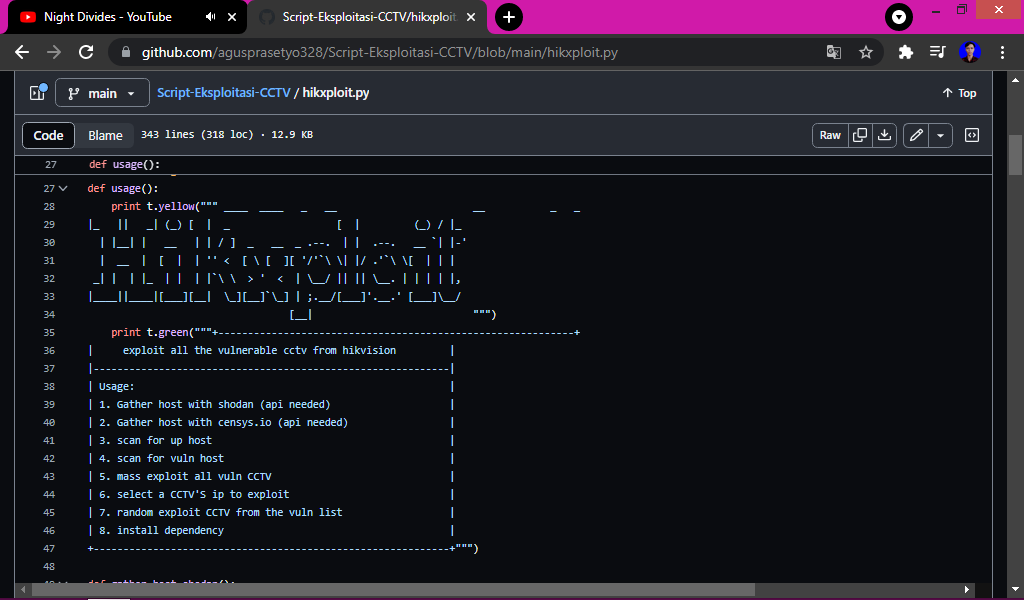 Night Divides - YouTube
Script-Eksploitasi-CCTV/hikxploit
github.com/agusprasetyo328/Script-Eksploitasi-CCTV/blob/main/hikxploit.py
main
Script-Eksploitasi-CCTV / hikxploit.py
Top
Code Blame 343 lines (318 loc) · 12.9 KB
Raw
27 def usage():
27 def usage():
28     print t.yellow(""" ____  ____   _   __                       __           _   _
29 |_   ||   _| (_) [  |  _                  [  |         (_) / |_
30   | |__| |   __   | | / ]  _   __  _ .--.  | |  .--.   __ `| |-'
31   |  __  |  [  |  | '' <  [ \ [  ][ '/'`\ \| |/ .'`\ \[  | | |
32  _| |  | |_  | |  | |`\ \  > '  <  | \__/ || || \__. | | | | |,
33 |____||____|[___][__|  \_][__]`\_] | ;.__/[___]'.__.' [___]\__/
34                                   [__|                           """)
35     print t.green("""+------------------------------------------------------------+
36 |     exploit all the vulnerable cctv from hikvision         |
37 |------------------------------------------------------------|
38 | Usage:                                                     |
39 | 1. Gather host with shodan (api needed)                    |
40 | 2. Gather host with censys.io (api needed)                 |
41 | 3. scan for up host                                        |
42 | 4. scan for vuln host                                      |
43 | 5. mass exploit all vuln CCTV                              |
44 | 6. select a CCTV'S ip to exploit                           |
45 | 7. random exploit CCTV from the vuln list                  |
46 | 8. install dependency                                      |
47 +------------------------------------------------------------+""")
48
49 def gather_host_shodan():